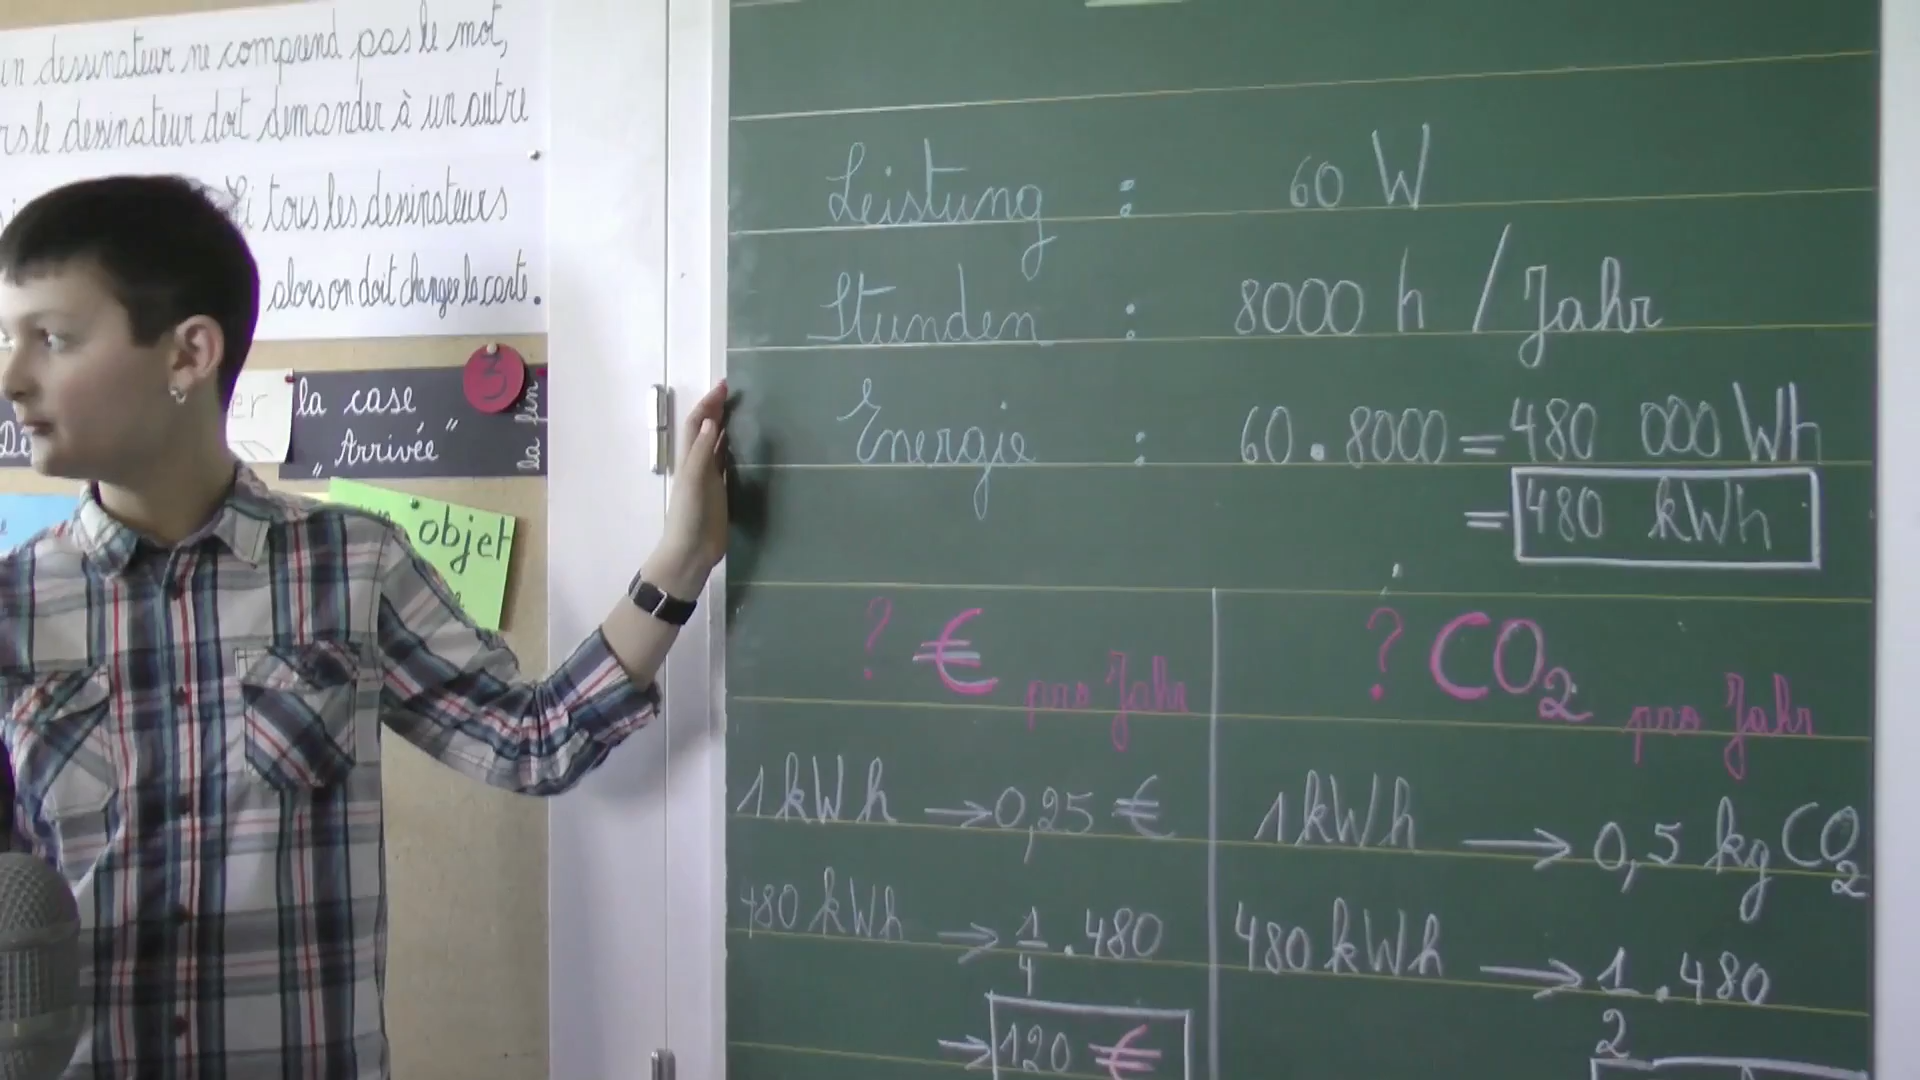 un dessinateur ne comprend pas le mot,
le dessinateur doit demander à un autre
Si tous les dessinateurs
alors on doit changer la carte.
er
la case
"Arrivée"
la fin
3
un objet
Leistung : 60 W
Stunden : 8000 h / Jahr
Energie : 60 . 8000 = 480 000 Wh
= 480 kWh
? € pro Jahr
1 kWh → 0,25 €
480 kWh → 1/4 . 480
→ 120 €
? CO2 pro Jahr
1 kWh → 0,5 kg CO2
480 kWh → 1/2 . 480